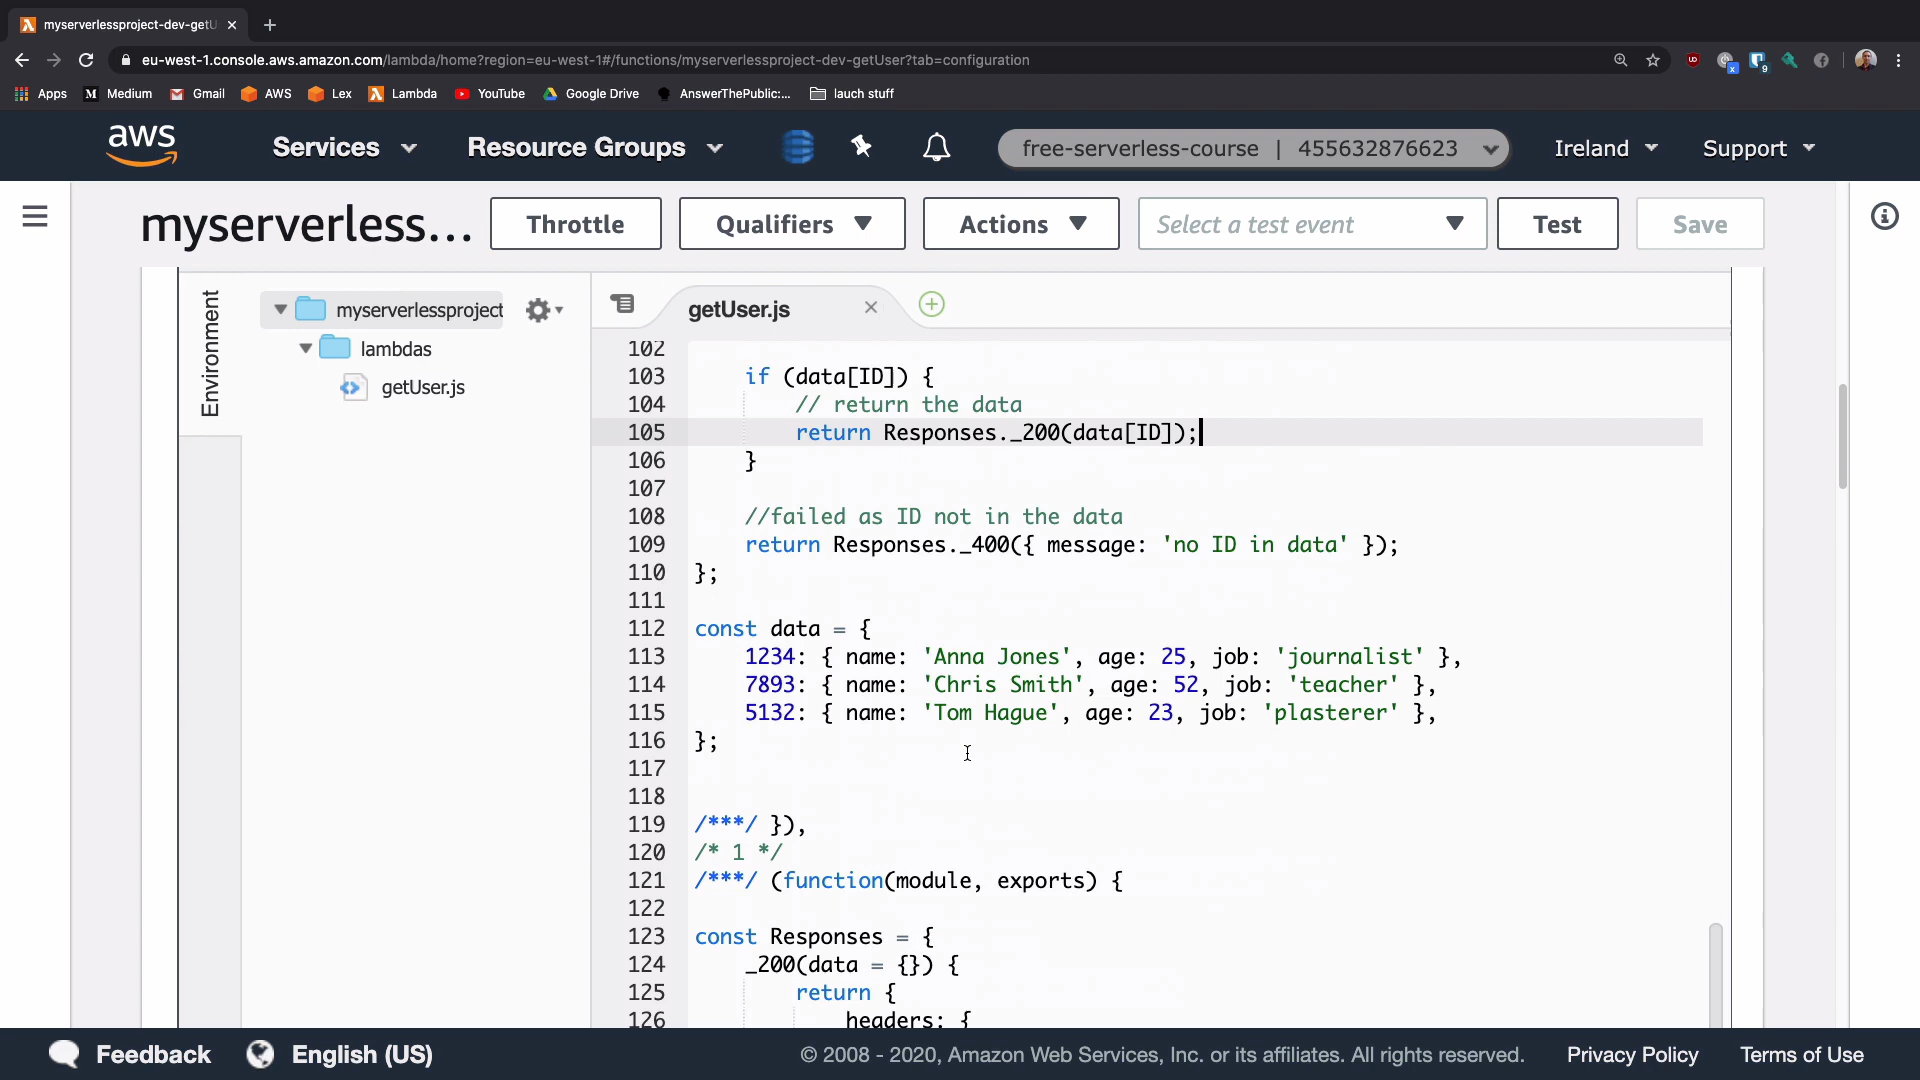 myserverlessproject-dev-getU
eu-west-1.console.aws.amazon.com/lambda/home?region=eu-west-1#/functions/myserverlessproject-dev-getUser?tab=configuration
Apps Medium Gmail AWS Lex Lambda YouTube Google Drive AnswerThePublic:... lauch stuff
aws Services Resource Groups free-serverless-course | 455632876623 Ireland Support
myserverless... Throttle Qualifiers Actions Select a test event Test Save
Environment
myserverlessproject
lambdas
getUser.js
getUser.js
102
103 if (data[ID]) {
104 // return the data
105 return Responses._200(data[ID]);
106 }
107
108 //failed as ID not in the data
109 return Responses._400({ message: 'no ID in data' });
110 };
111
112 const data = {
113 1234: { name: 'Anna Jones', age: 25, job: 'journalist' },
114 7893: { name: 'Chris Smith', age: 52, job: 'teacher' },
115 5132: { name: 'Tom Hague', age: 23, job: 'plasterer' },
116 };
117
118
119 /***/ }),
120 /* 1 */
121 /***/ (function(module, exports) {
122
123 const Responses = {
124 _200(data = {}) {
125 return {
126 headers: {
Feedback English (US) © 2008 - 2020, Amazon Web Services, Inc. or its affiliates. All rights reserved. Privacy Policy Terms of Use